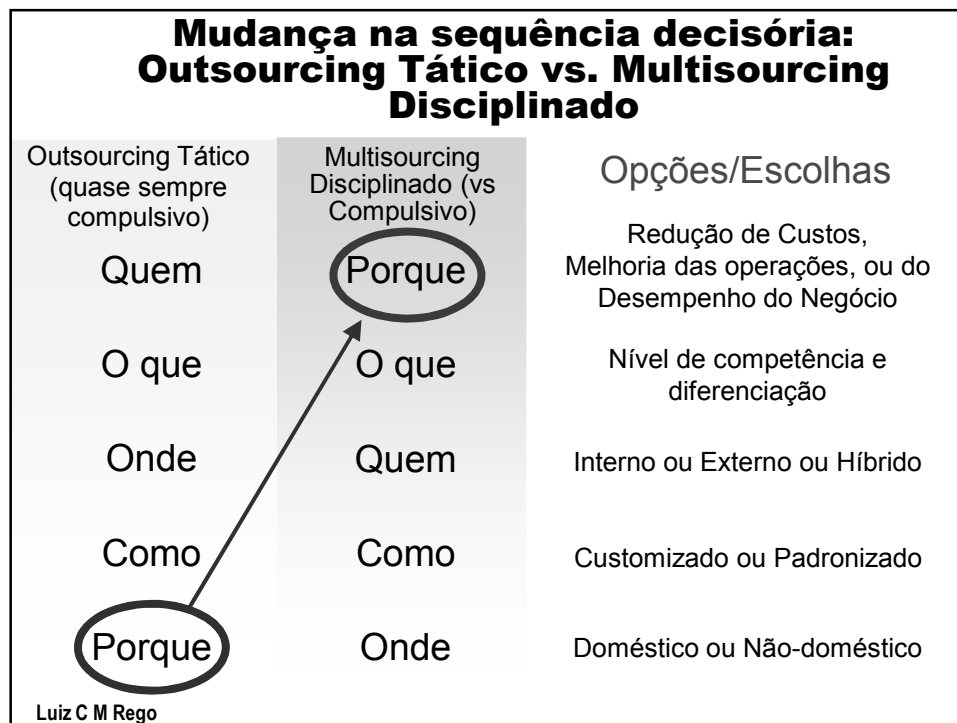 Mudança na sequência decisória:
Outsourcing Tático vs. Multisourcing
Disciplinado
Outsourcing Tático
(quase sempre
compulsivo)
Quem
O que
Onde
Como
Porque
Multisourcing
Disciplinado (vs
Compulsivo)
Porque
O que
Quem
Como
Onde
Opções/Escolhas
Redução de Custos,
Melhoria das operações, ou do
Desempenho do Negócio
Nível de competência e
diferenciação
Interno ou Externo ou Híbrido
Customizado ou Padronizado
Doméstico ou Não-doméstico
Luiz C M Rego